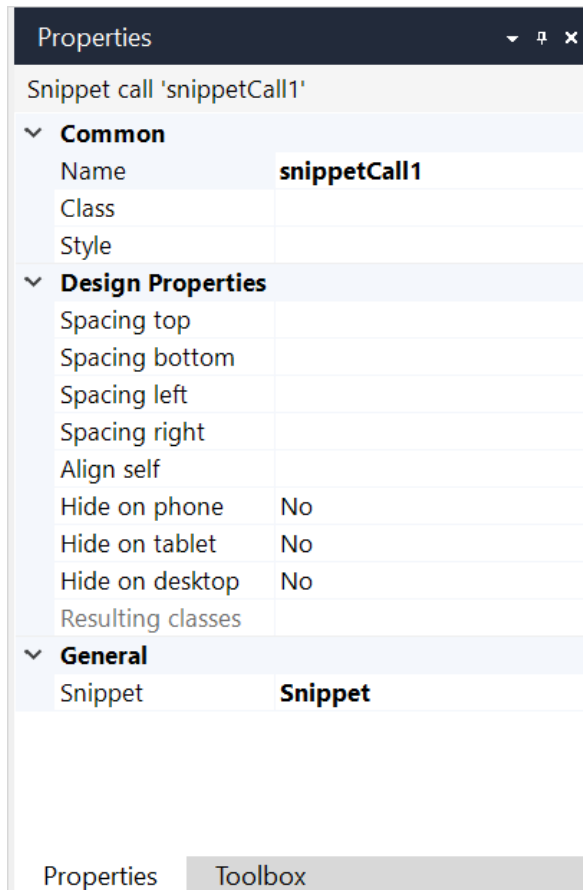 Properties
Snippet call 'snippetCall1'
Common
Name snippetCall1
Class
Style
Design Properties
Spacing top
Spacing bottom
Spacing left
Spacing right
Align self
Hide on phone No
Hide on tablet No
Hide on desktop No
Resulting classes
General
Snippet Snippet
Properties Toolbox